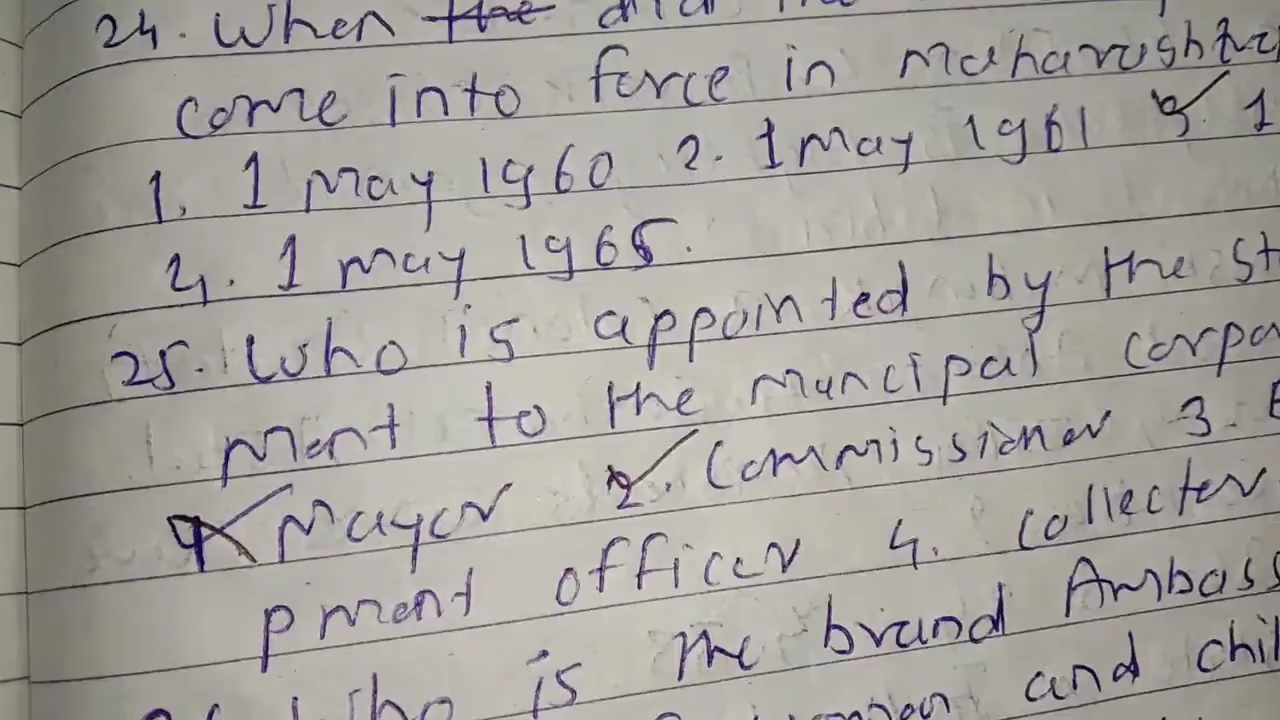 24. When the did
come into force in maharashtra
1. 1 may 1960 2. 1 may 1961 3. 1
4. 1 may 1965.
25. Who is appointed by the St
ment to the muncipal corpo
1 Mayor 2. Commissioner 3. E
pment officer 4. collector
Who is the brand Ambass
and chil